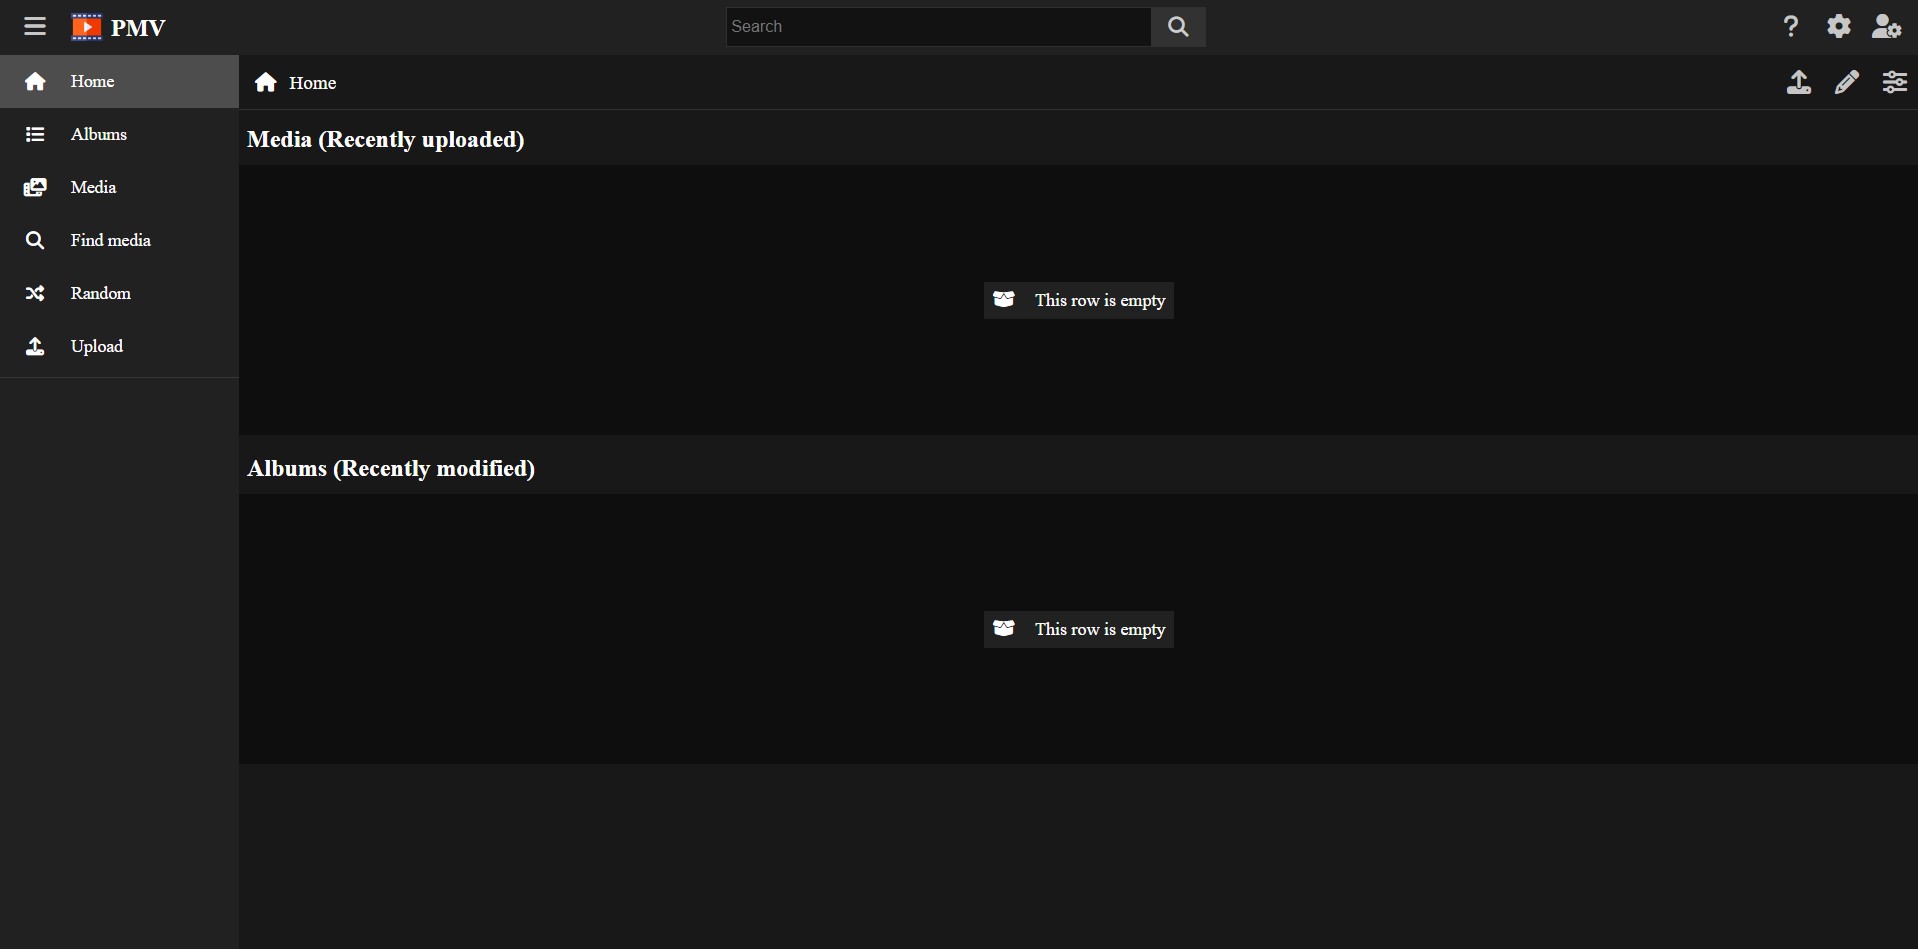 PMV
Search
Home
Albums
Media
Find media
Random
Upload
Home
Media (Recently uploaded)
This row is empty
Albums (Recently modified)
This row is empty